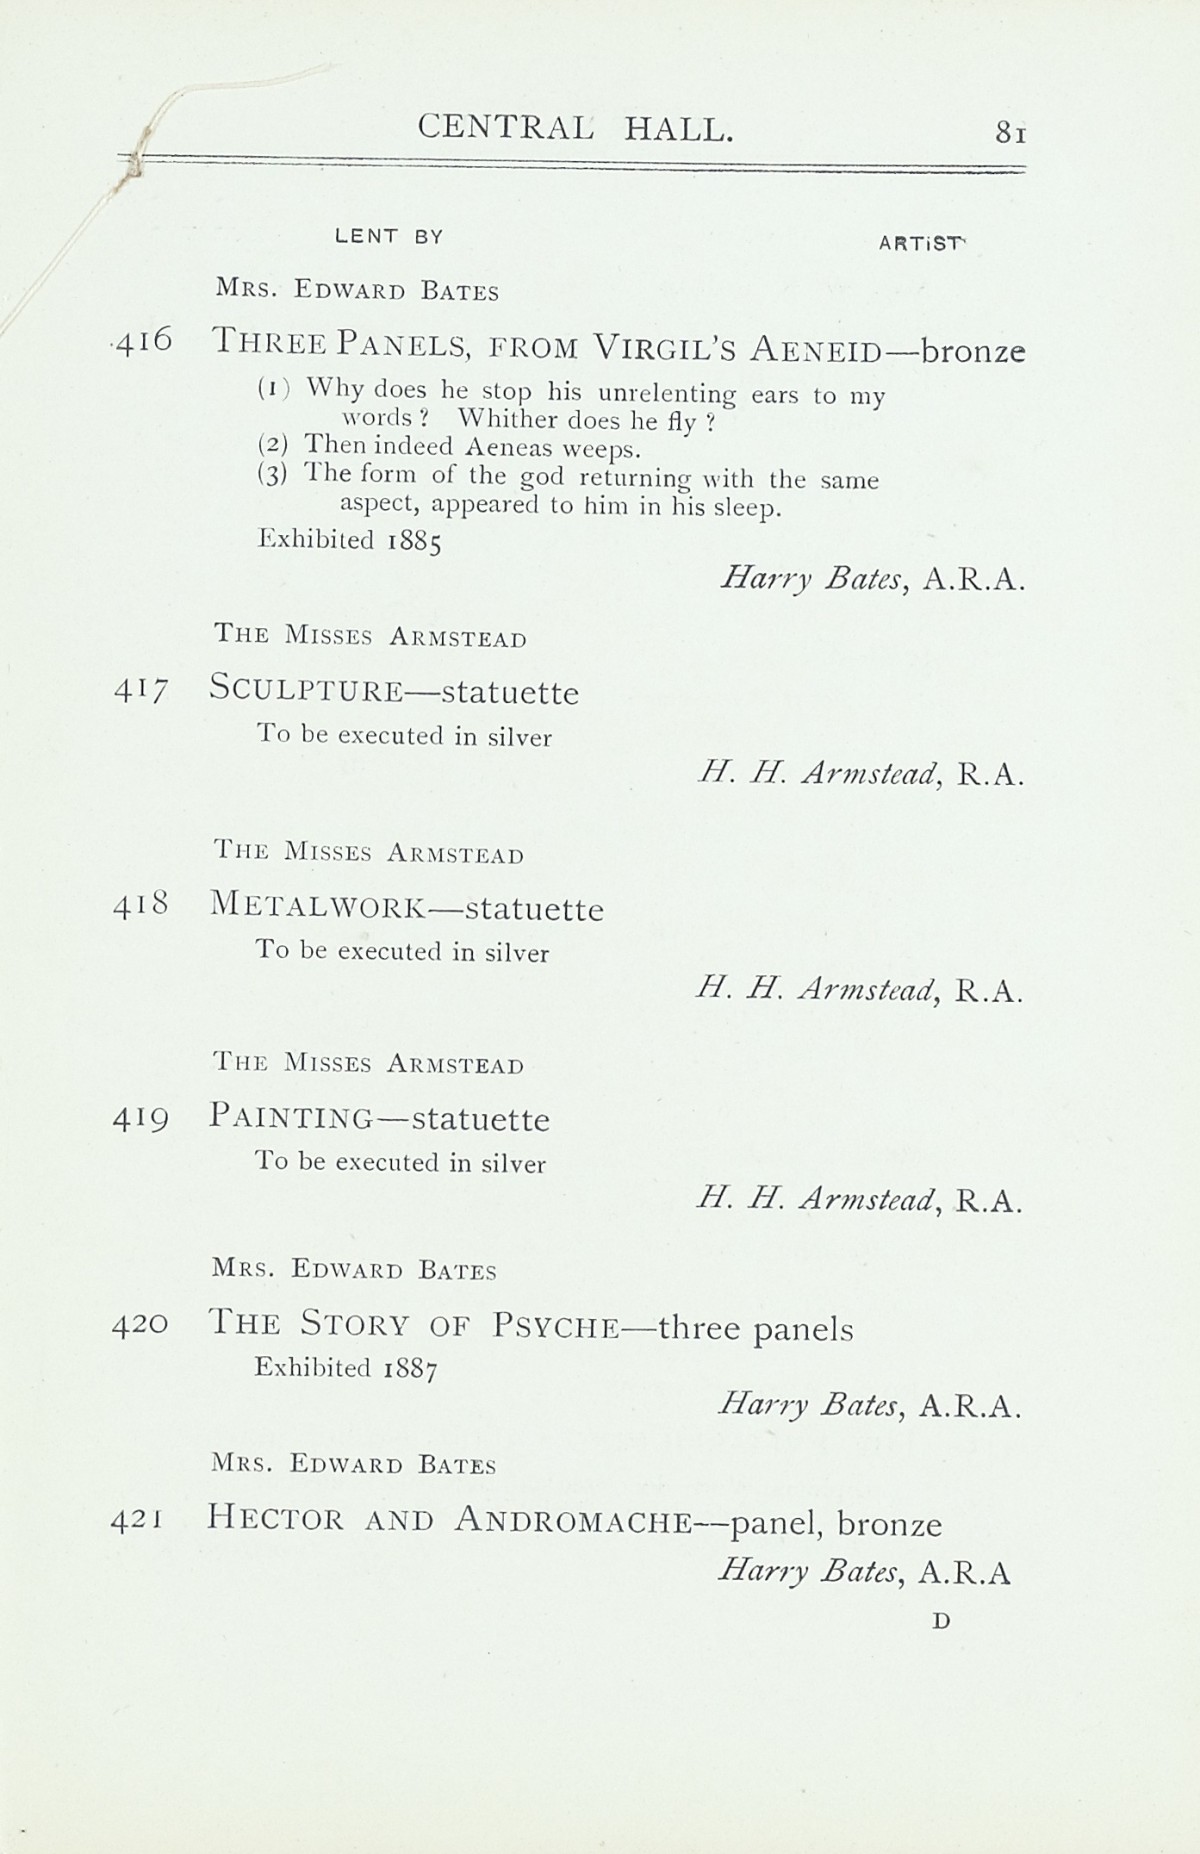 CENTRAL HALL. 81
LENT BY ARTIST
MRS. EDWARD BATES
416 THREE PANELS, FROM VIRGIL'S AENEID—bronze
(1) Why does he stop his unrelenting ears to my
words? Whither does he fly?
(2) Then indeed Aeneas weeps.
(3) The form of the god returning with the same
aspect, appeared to him in his sleep.
Exhibited 1885
Harry Bates, A.R.A.
THE MISSES ARMSTEAD
417 SCULPTURE—statuette
To be executed in silver
H. H. Armstead, R.A.
THE MISSES ARMSTEAD
418 METALWORK—statuette
To be executed in silver
H. H. Armstead, R.A.
THE MISSES ARMSTEAD
419 PAINTING—statuette
To be executed in silver
H. H. Armstead, R.A.
MRS. EDWARD BATES
420 THE STORY OF PSYCHE—three panels
Exhibited 1887
Harry Bates, A.R.A.
MRS. EDWARD BATES
421 HECTOR AND ANDROMACHE—panel, bronze
Harry Bates, A.R.A
D